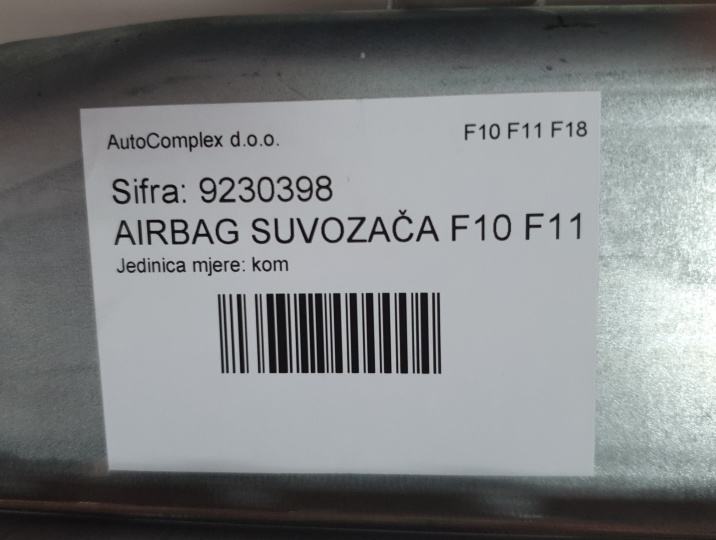 AutoComplex d.o.o.
F10 F11 F18
Sifra: 9230398
AIRBAG SUVOZAČA F10 F11
Jedinica mjere: kom